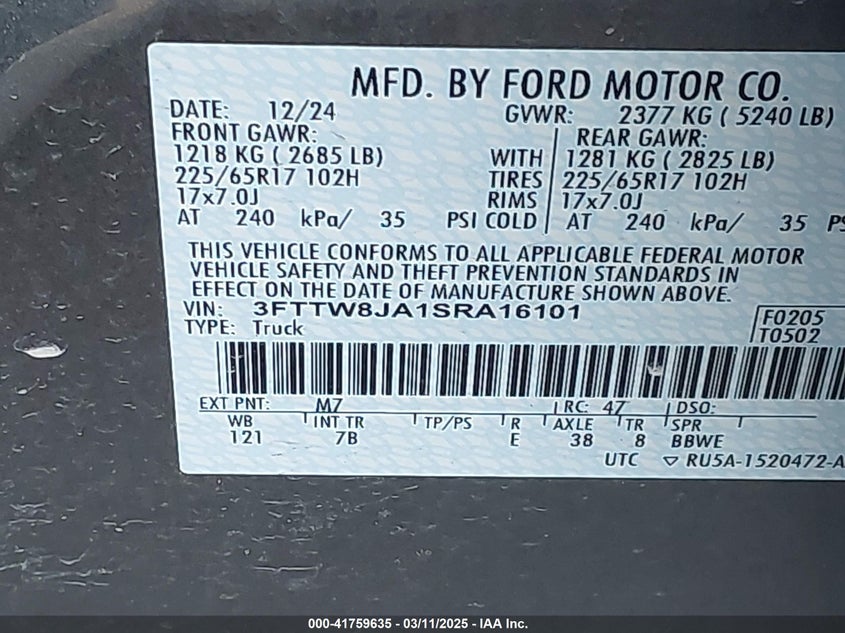 MFD. BY FORD MOTOR CO.
DATE: 12/24 GVWR: 2377 KG ( 5240 LB)
FRONT GAWR: REAR GAWR:
1218 KG ( 2685 LB) WITH 1281 KG ( 2825 LB)
225/65R17 102H TIRES 225/65R17 102H
17x7.0J RIMS 17x7.0J
AT 240 kPa/ 35 PSI COLD AT 240 kPa/ 35 PS
THIS VEHICLE CONFORMS TO ALL APPLICABLE FEDERAL MOTOR
VEHICLE SAFETY AND THEFT PREVENTION STANDARDS IN
EFFECT ON THE DATE OF MANUFACTURE SHOWN ABOVE.
VIN: 3FTTW8JA1SRA16101 F0205
TYPE: Truck T0502
EXT PNT: M7 RC: 47 DSO:
WB INT TR TP/PS R AXLE TR SPR
121 7B E 38 8 BBWE
UTC ▽ RU5A-1520472-A
000-41759635 - 03/11/2025 - IAA Inc.